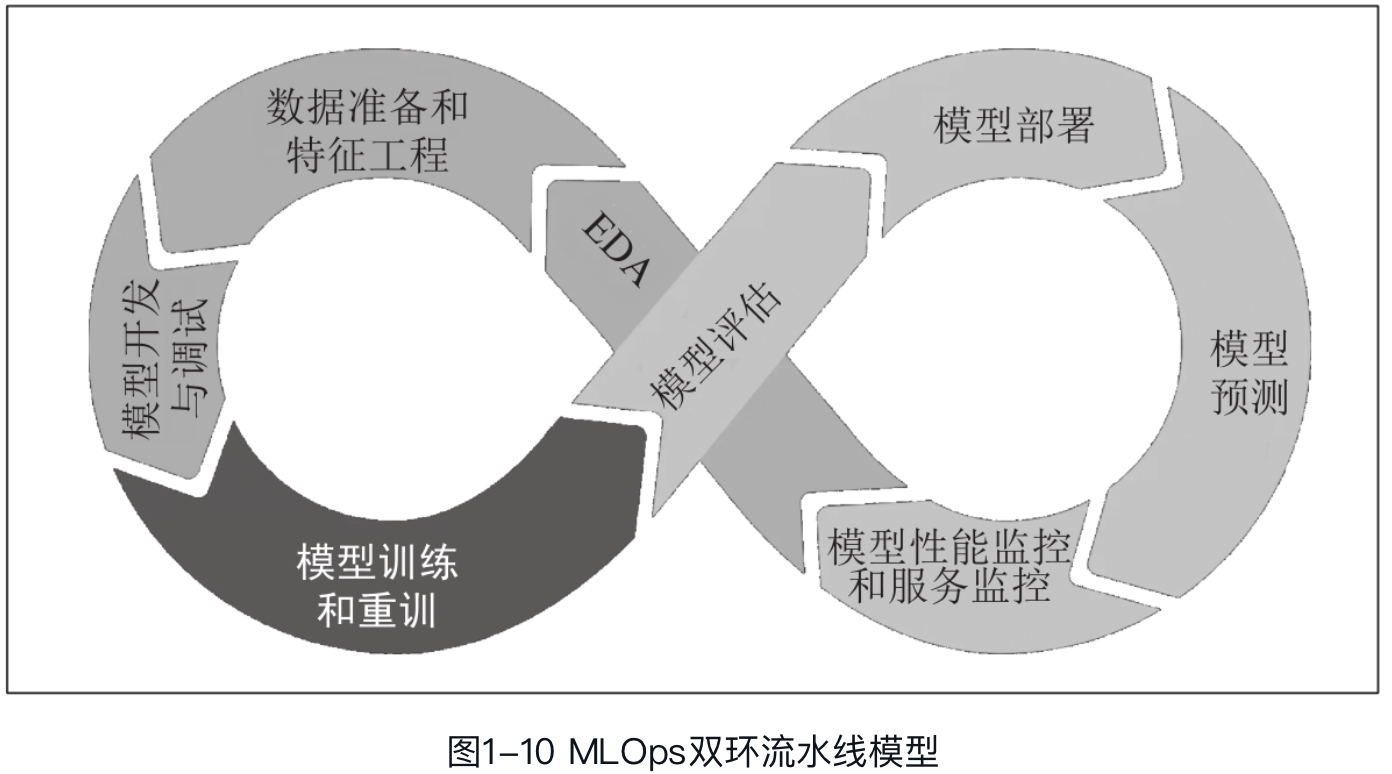 数据准备和
特征工程
EDA
模型开发
与调试
模型训练
和重训
模型评估
模型部署
模型
预测
模型性能监控
和服务监控
图1-10 MLOps双环流水线模型